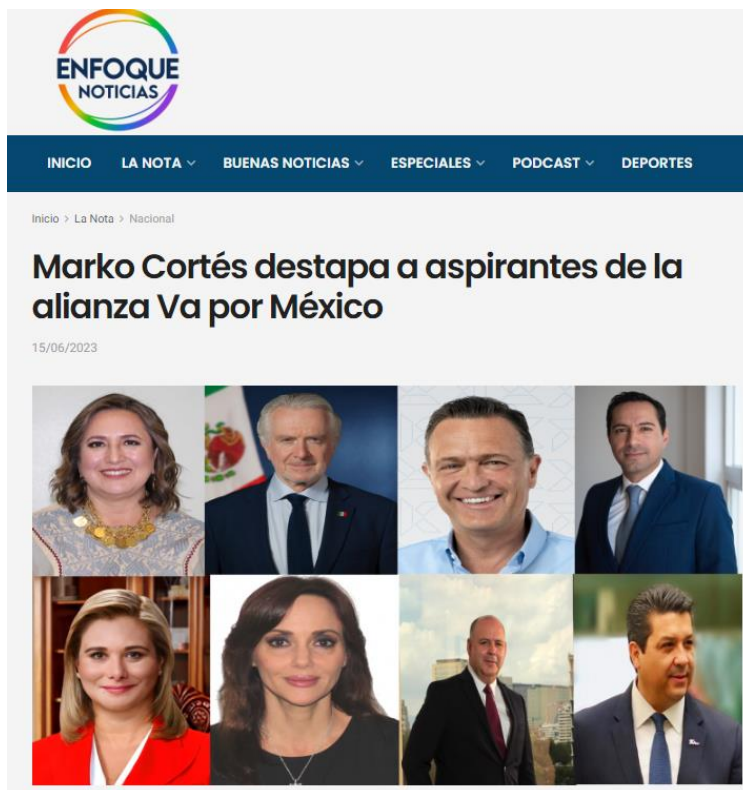 ENFOQUE
NOTICIAS
INICIO LA NOTA BUENAS NOTICIAS ESPECIALES PODCAST DEPORTES
Inicio > La Nota > Nacional
Marko Cortés destapa a aspirantes de la
alianza Va por México
15/06/2023